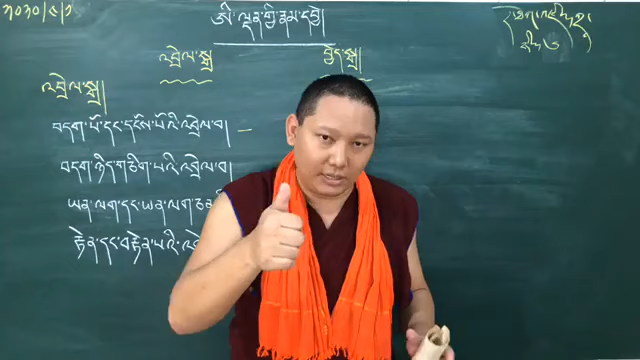 ༢༠༢༠/༨/༡
ཨི་ལྡན་གྱི་རྣམ་དབྱེ།
འབྲེལ་སྒྲ།
བྱེད་སྒྲ།
འབྲེལ་སྒྲ།
བདག་པོ་དང་དངོས་པོའི་འབྲེལ་བ།
བདག་ཉིད་གཅིག་པའི་འབྲེལ་བ།
ཡན་ལག་དང་ཡན་ལག་ཅན་
རྟེན་དང་བརྟེན་པའི་